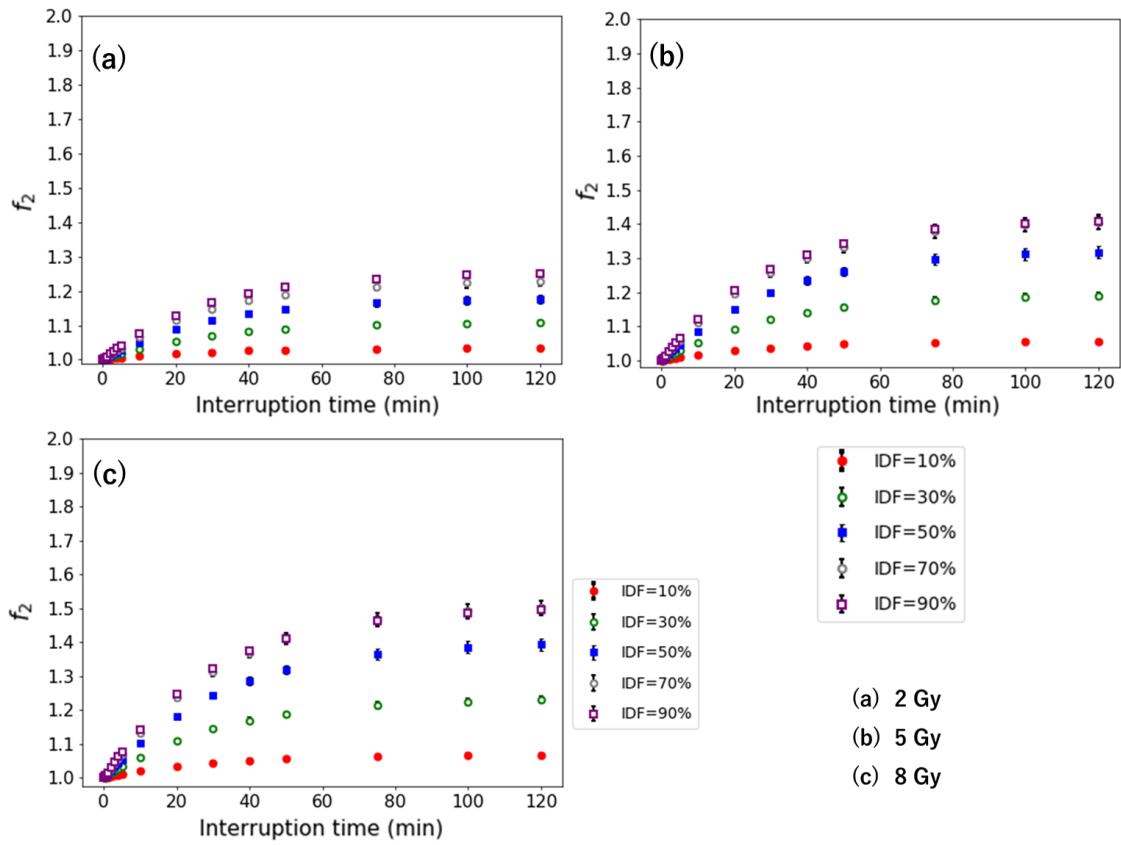 (a)
2.0
1.9
1.8
1.7
1.6
1.5
1.4
1.3
1.2
1.1
1.0
f2
0 20 40 60 80 100 120
Interruption time (min)
(b)
2.0
1.9
1.8
1.7
1.6
1.5
1.4
1.3
1.2
1.1
1.0
f2
0 20 40 60 80 100 120
Interruption time (min)
(c)
2.0
1.9
1.8
1.7
1.6
1.5
1.4
1.3
1.2
1.1
1.0
f2
0 20 40 60 80 100 120
Interruption time (min)
IDF=10%
IDF=30%
IDF=50%
IDF=70%
IDF=90%
IDF=10%
IDF=30%
IDF=50%
IDF=70%
IDF=90%
(a) 2 Gy
(b) 5 Gy
(c) 8 Gy